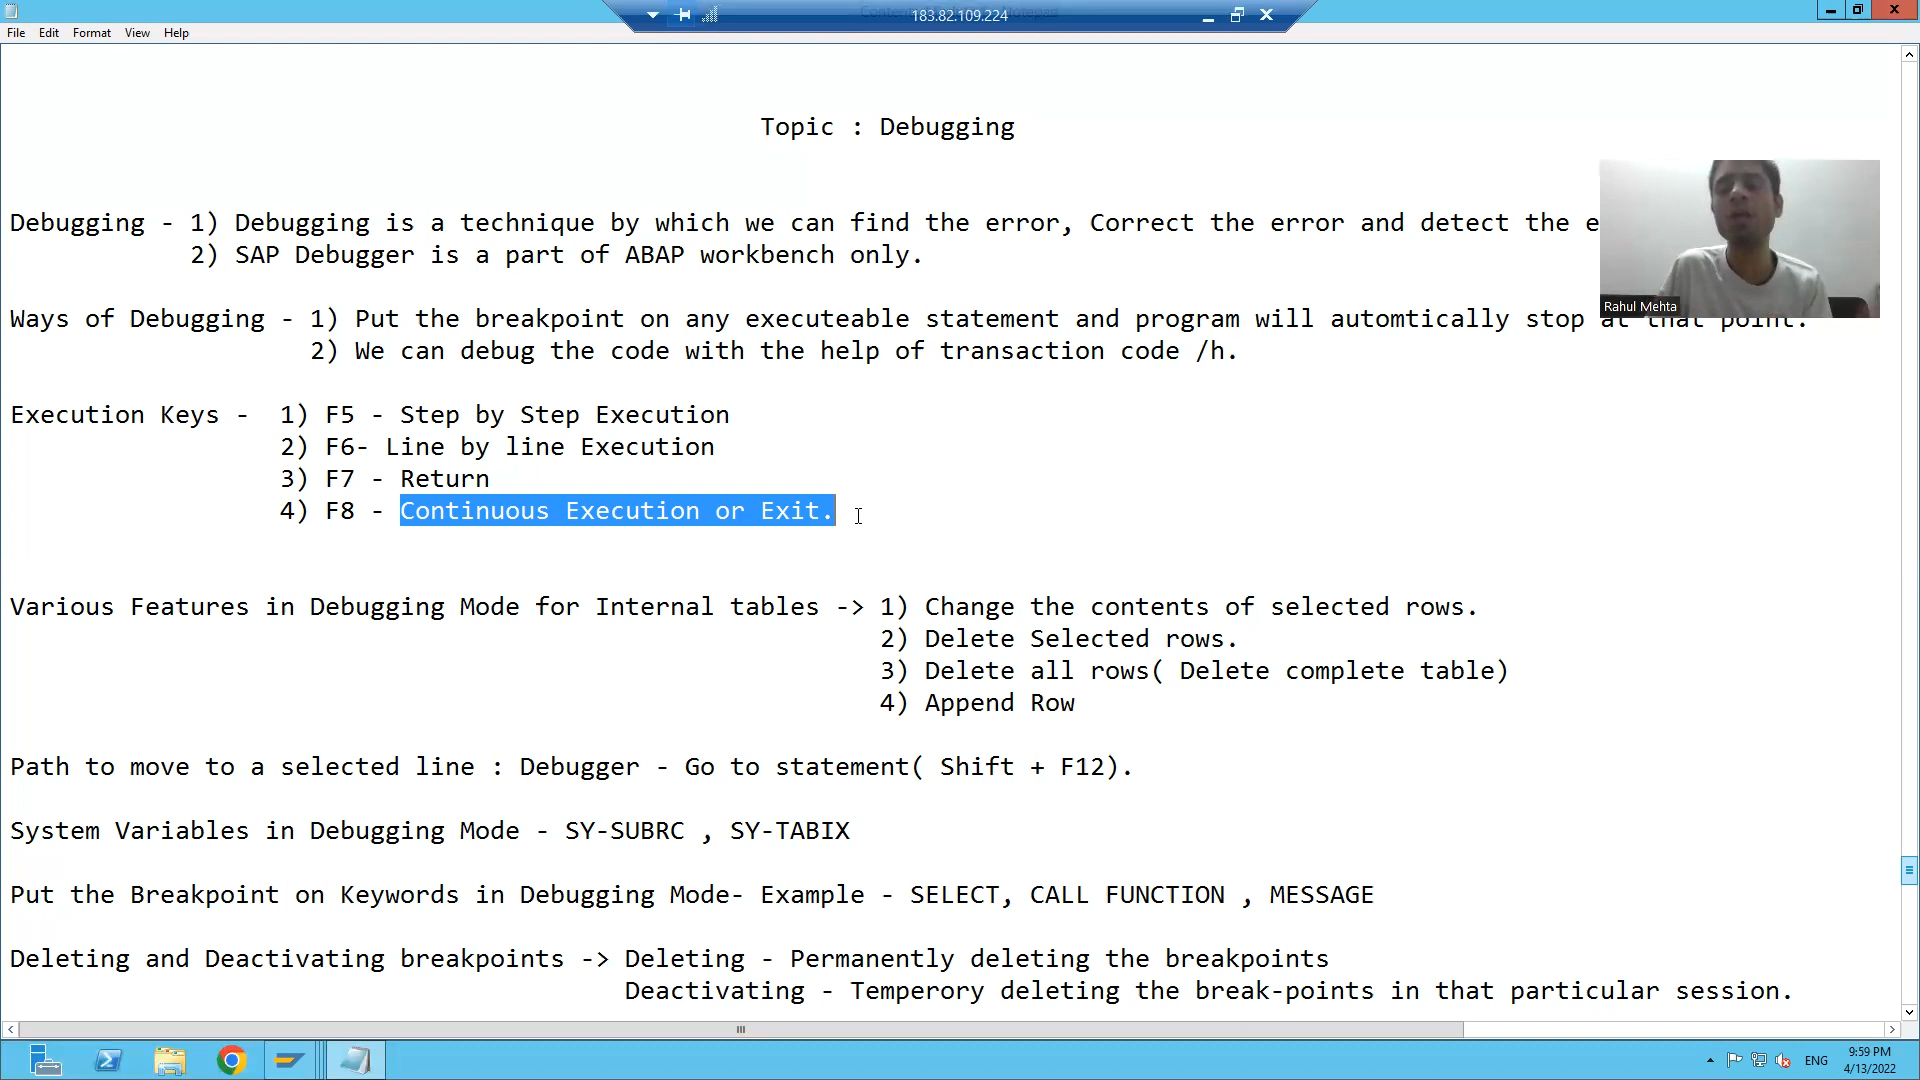 183.82.109.224
File Edit Format View Help
Topic : Debugging
Debugging - 1) Debugging is a technique by which we can find the error, Correct the error and detect the e
2) SAP Debugger is a part of ABAP workbench only.
Rahul Mehta
Ways of Debugging - 1) Put the breakpoint on any executeable statement and program will automtically stop at that point.
2) We can debug the code with the help of transaction code /h.
Execution Keys - 1) F5 - Step by Step Execution
2) F6- Line by line Execution
3) F7 - Return
4) F8 - Continuous Execution or Exit.
Various Features in Debugging Mode for Internal tables -> 1) Change the contents of selected rows.
2) Delete Selected rows.
3) Delete all rows( Delete complete table)
4) Append Row
Path to move to a selected line : Debugger - Go to statement( Shift + F12).
System Variables in Debugging Mode - SY-SUBRC , SY-TABIX
Put the Breakpoint on Keywords in Debugging Mode- Example - SELECT, CALL FUNCTION , MESSAGE
Deleting and Deactivating breakpoints -> Deleting - Permanently deleting the breakpoints
Deactivating - Temperory deleting the break-points in that particular session.
ENG
9:59 PM
4/13/2022